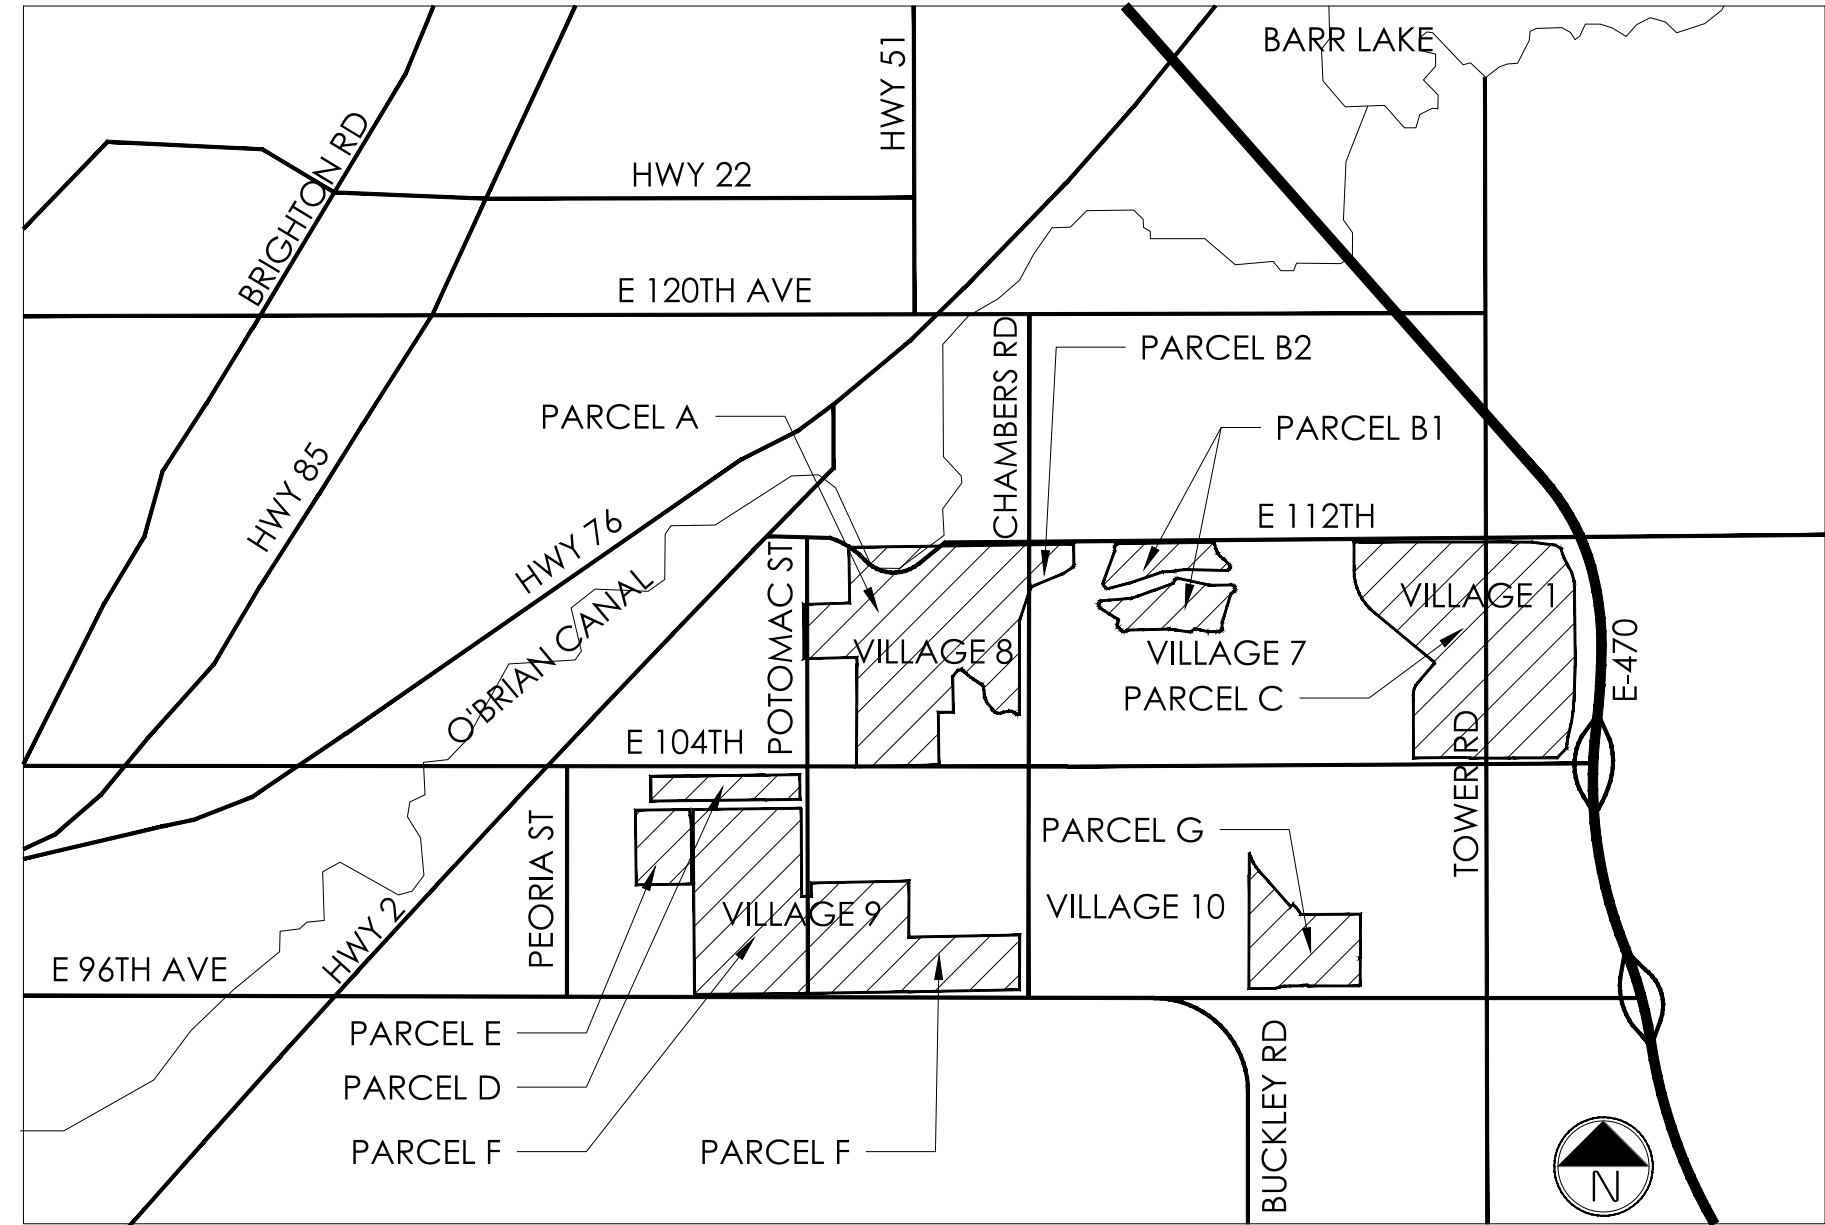 BARR LAKE
HWY 51
BRIGHTON RD
HWY 22
E 120TH AVE
CHAMBERS RD
PARCEL B2
PARCEL A
PARCEL B1
HWY 85
HWY 76
E 112TH
POTOMAC ST
O'BRIAN CANAL
VILLAGE 1
VILLAGE 8
VILLAGE 7
E-470
PARCEL C
E 104TH
TOWER RD
PEORIA ST
PARCEL G
VILLAGE 9
VILLAGE 10
HWY 2
E 96TH AVE
PARCEL E
PARCEL D
BUCKLEY RD
PARCEL F
PARCEL F
N